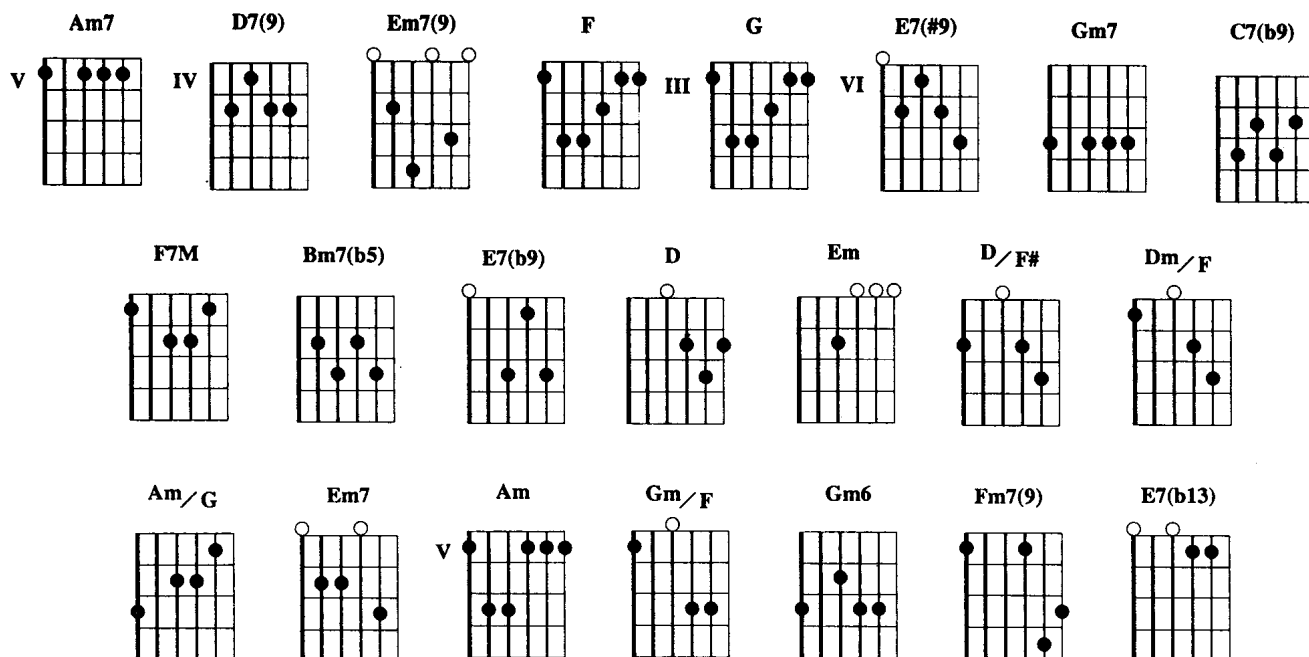 Am7 D7(9) Em7(9) F G E7(#9) Gm7 C7(b9)
V IV III VI
F7M Bm7(b5) E7(b9) D Em D/F# Dm/F
Am/G Em7 Am Gm/F Gm6 Fm7(9) E7(b13)
V